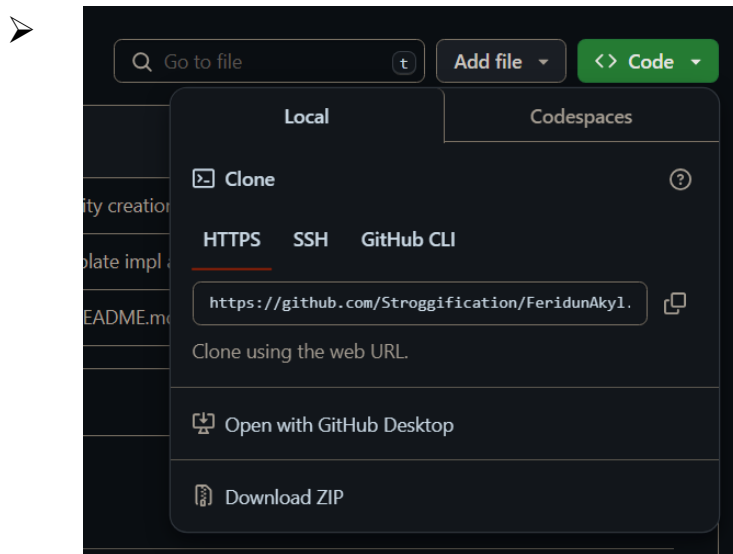 Go to file
t
Add file
Code
Local
Codespaces
Clone
ity creation
HTTPS
SSH
GitHub CLI
plate impl a
https://github.com/Stroggification/FeridunAkyl.
EADME.md
Clone using the web URL.
Open with GitHub Desktop
Download ZIP